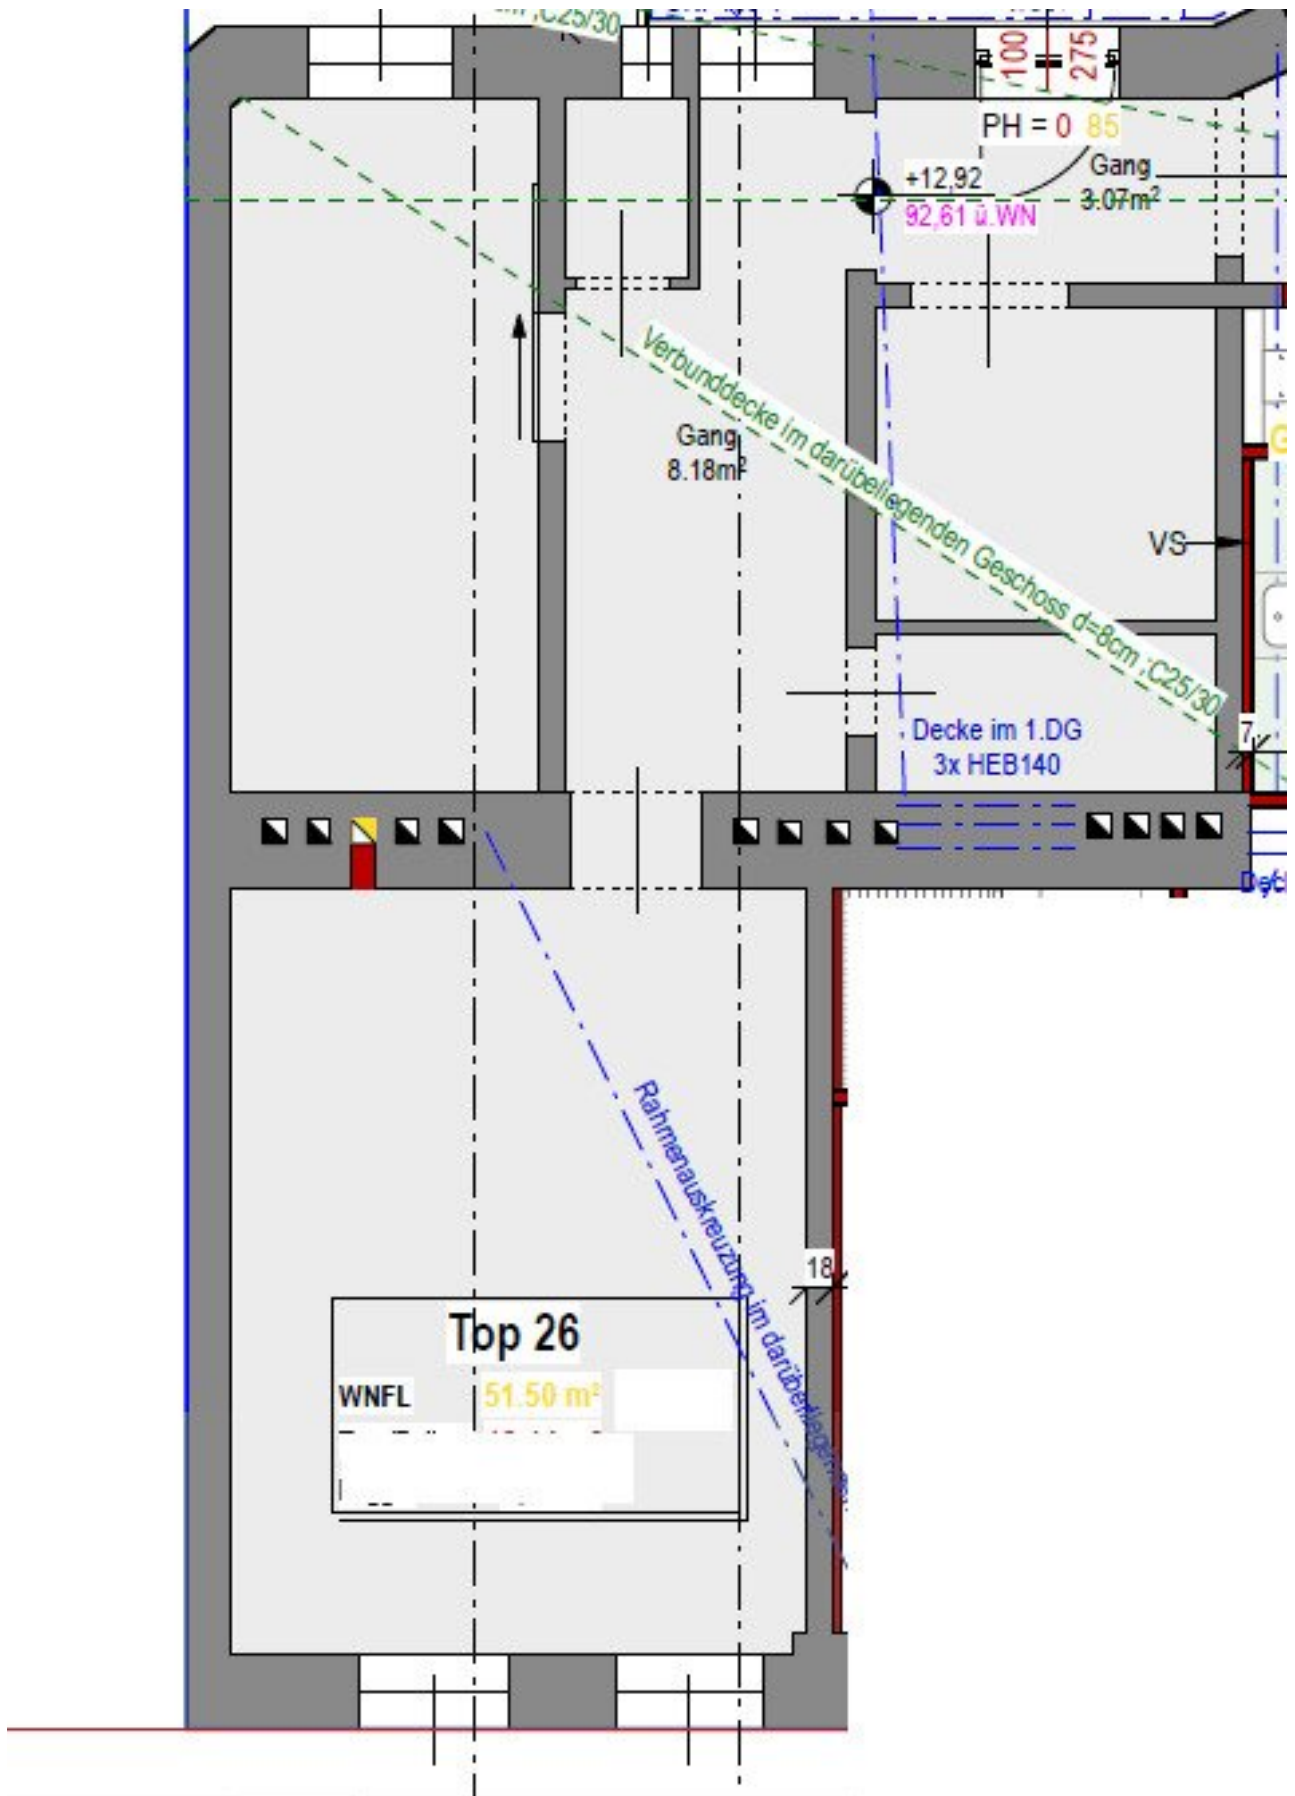 ;C25/30
100
275
PH = 0 85
Gang
3.07m²
+12,92
92,61 ü.WN
Verbunddecke im darüberliegenden Geschoss d=8cm ;C25/30
Gang
8.18m²
G
VS
7
Decke im 1.DG
3x HEB140
Rahmenauskreuzung im darüberliegenden
18
Top 26
WNFL 51.50 m²